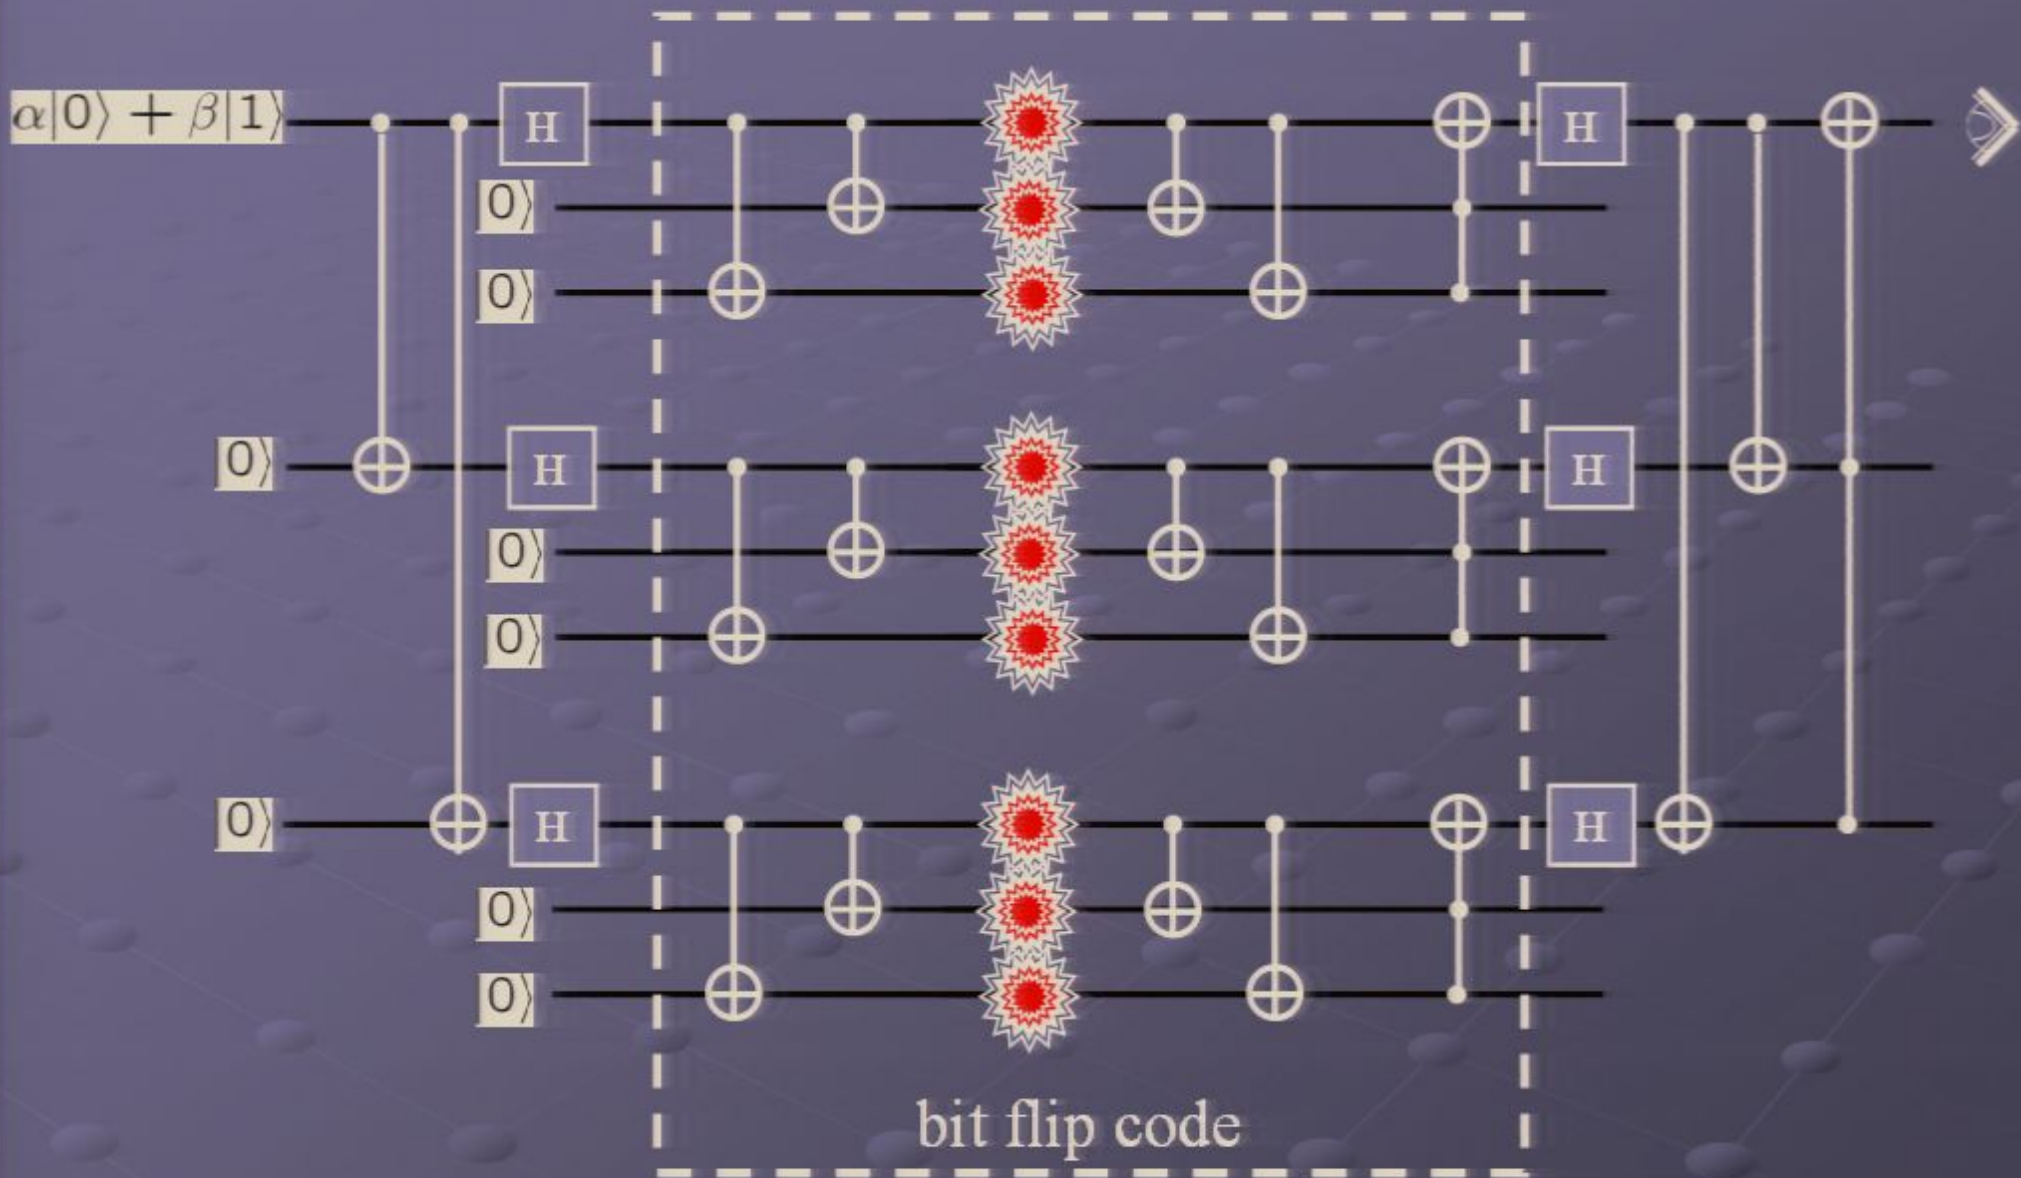 α|0⟩ + β|1⟩
H
|0⟩
|0⟩
|0⟩
H
|0⟩
|0⟩
|0⟩
H
|0⟩
|0⟩
H
H
H
bit flip code